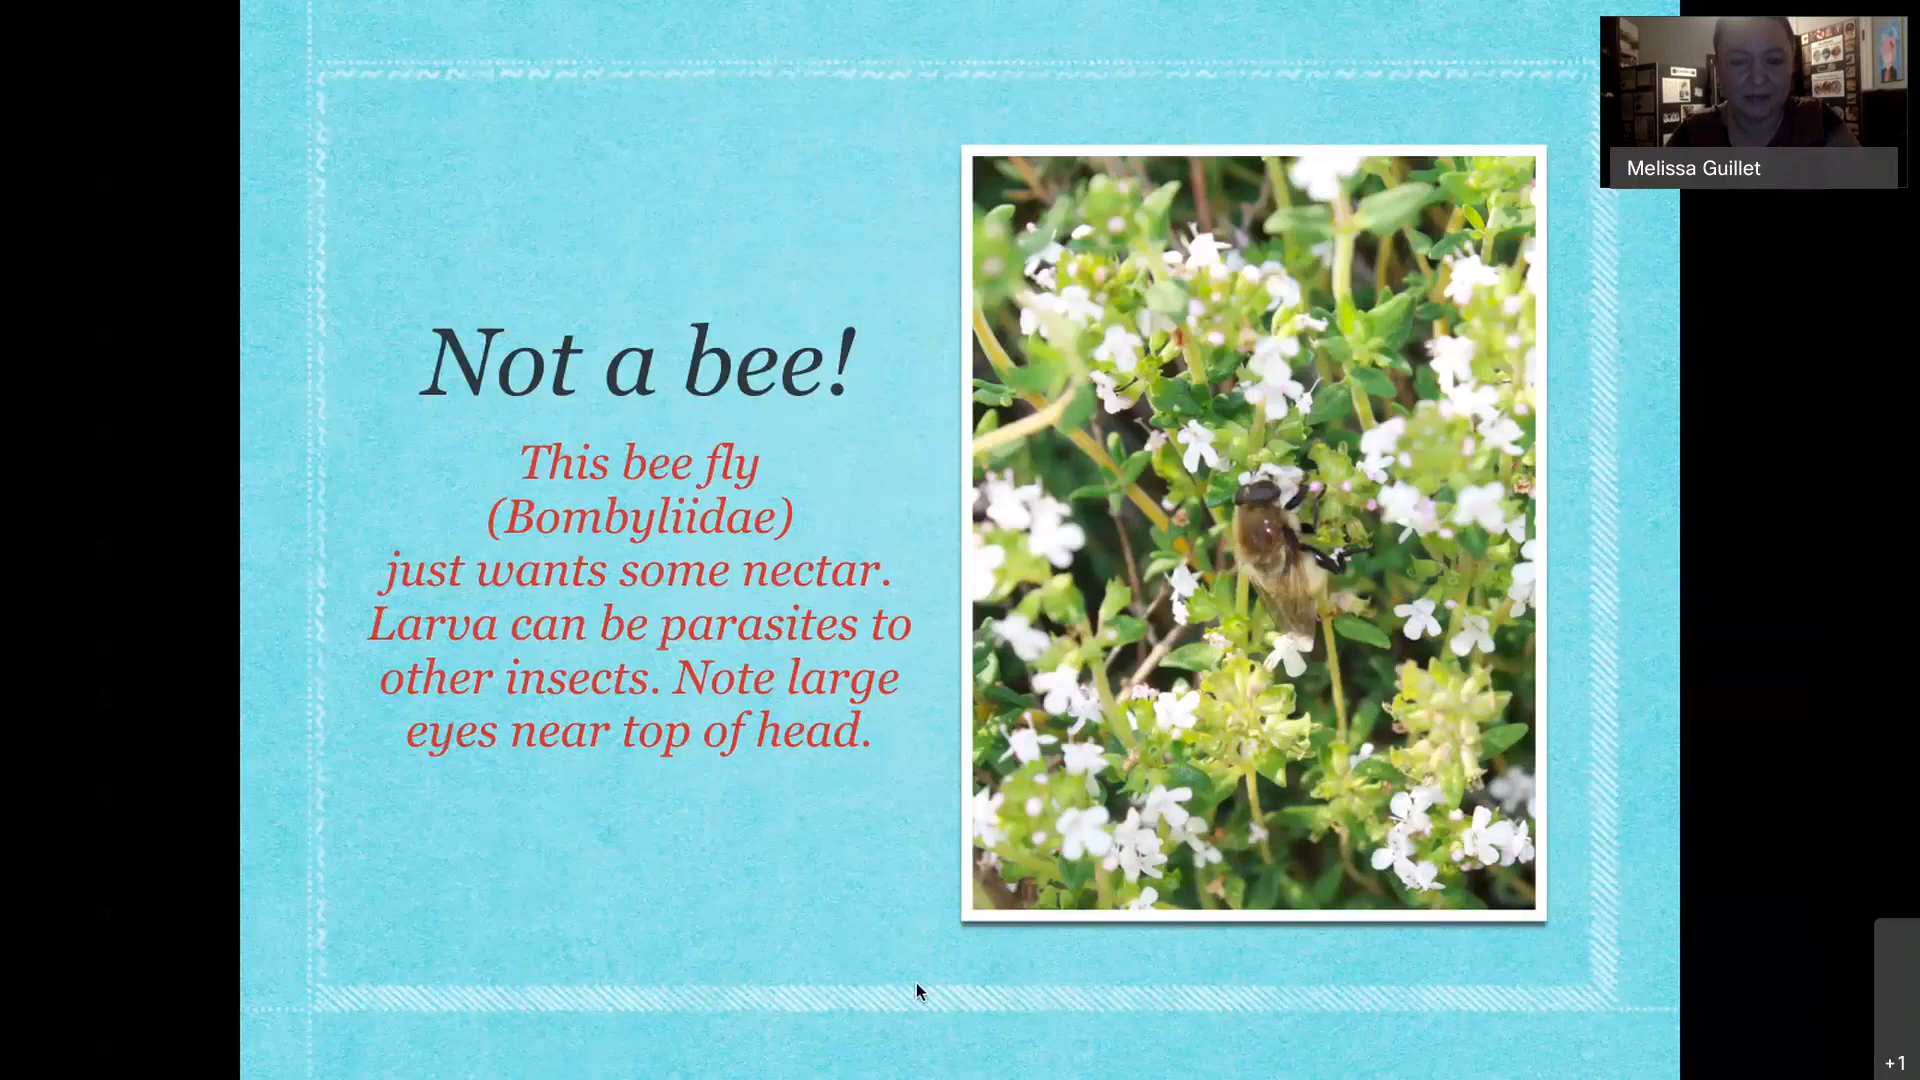 Not a bee!
This bee fly
(Bombyliidae)
just wants some nectar.
Larva can be parasites to
other insects. Note large
eyes near top of head.
Melissa Guillet
+1